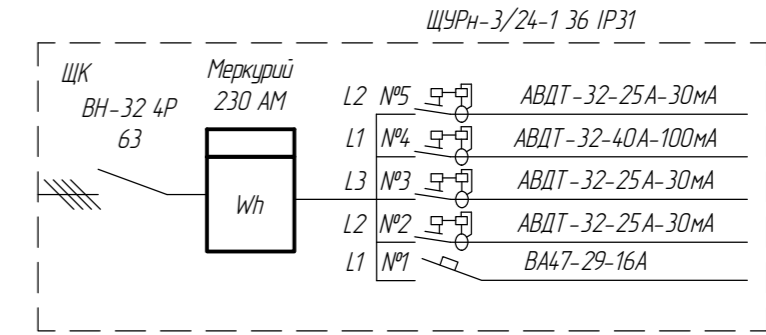 ЩУРн-3/24-1 36 IP31
ЩК
ВН-32 4Р
63
Меркурий
230 АМ
Wh
L2 №5 АВДТ-32-25А-30мА
L1 №4 АВДТ-32-40А-100мА
L3 №3 АВДТ-32-25А-30мА
L2 №2 АВДТ-32-25А-30мА
L1 №1 ВА47-29-16А